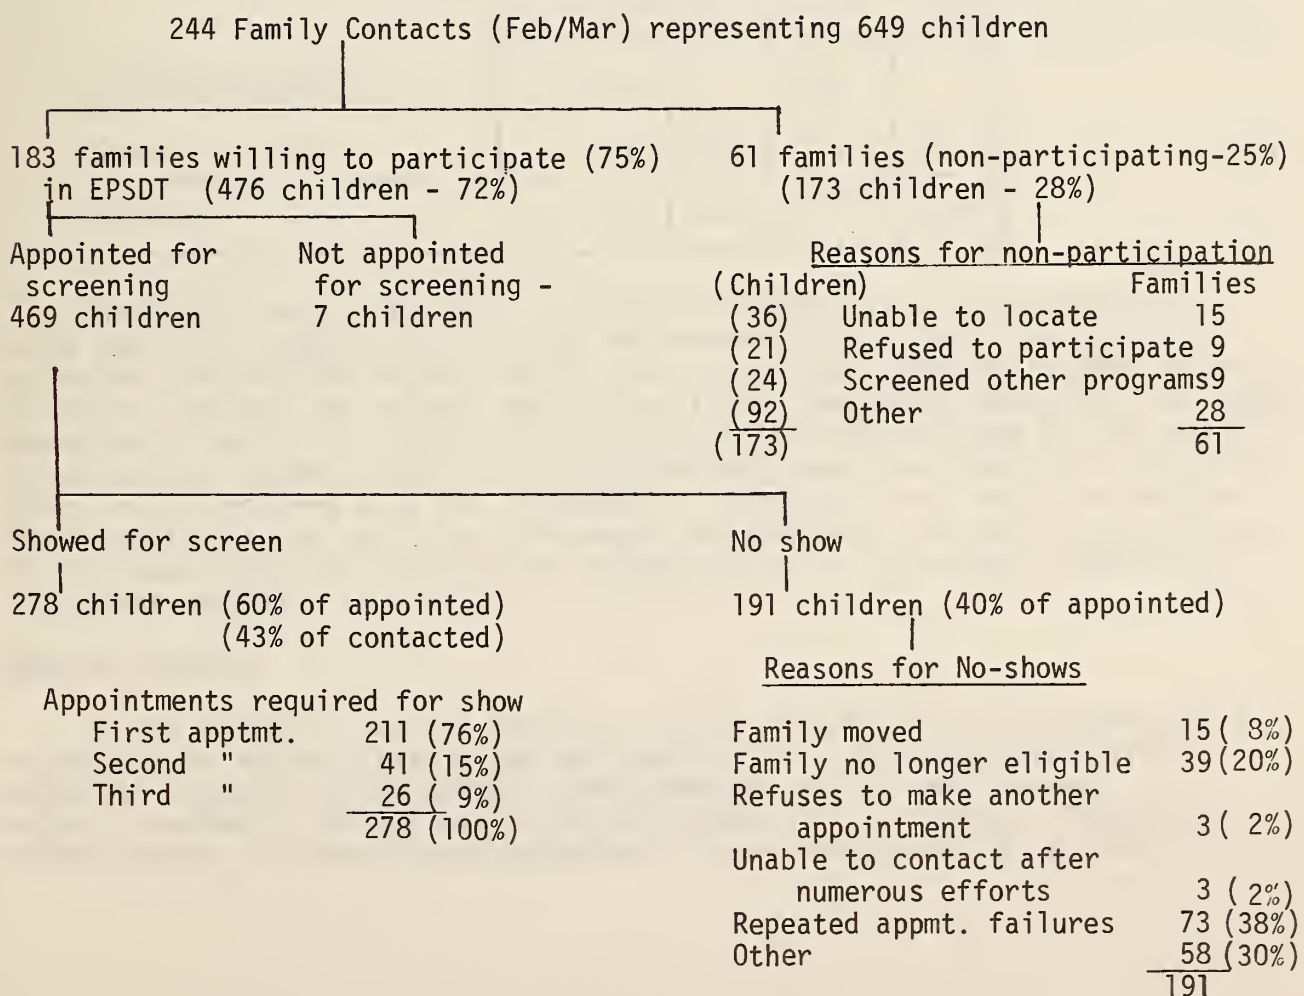 244 Family Contacts (Feb/Mar) representing 649 children
183 families willing to participate (75%)
in EPSDT (476 children - 72%)
61 families (non-participating-25%)
(173 children - 28%)
Appointed for
screening
469 children
Not appointed
for screening -
7 children
Reasons for non-participation
(Children) Families
(36) Unable to locate 15
(21) Refused to participate 9
(24) Screened other programs9
(92) Other 28
(173) 61
Showed for screen
278 children (60% of appointed)
(43% of contacted)
Appointments required for show
First apptmt. 211 (76%)
Second " 41 (15%)
Third " 26 ( 9%)
278 (100%)
No show
191 children (40% of appointed)
Reasons for No-shows
Family moved 15 ( 8%)
Family no longer eligible 39 (20%)
Refuses to make another
appointment 3 ( 2%)
Unable to contact after
numerous efforts 3 ( 2%)
Repeated appmt. failures 73 (38%)
Other 58 (30%)
191